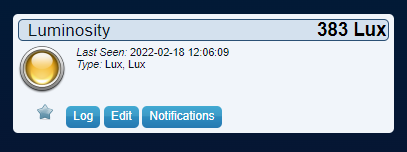 Luminosity 383 Lux
Last Seen: 2022-02-18 12:06:09
Type: Lux, Lux
Log Edit Notifications